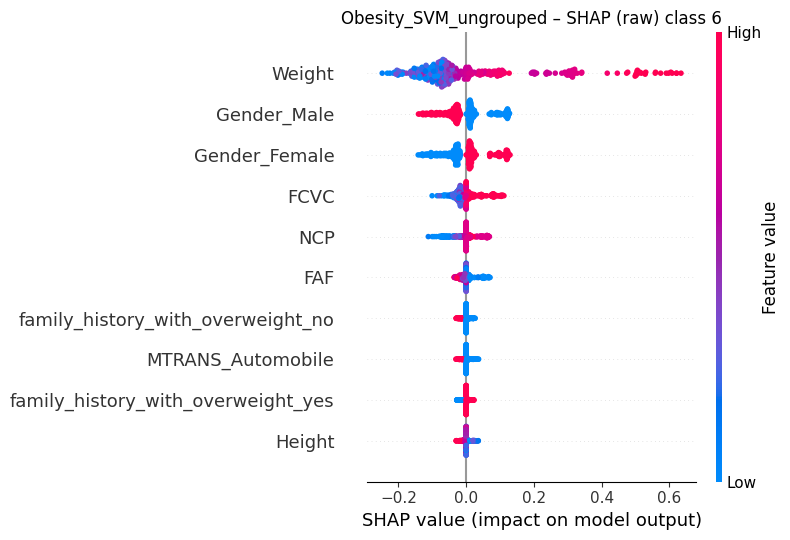 Obesity_SVM_ungrouped – SHAP (raw) class 6
High
Weight
Gender_Male
Gender_Female
FCVC
NCP
FAF
family_history_with_overweight_no
MTRANS_Automobile
family_history_with_overweight_yes
Height
Feature value
Low
−0.2 0.0 0.2 0.4 0.6
SHAP value (impact on model output)